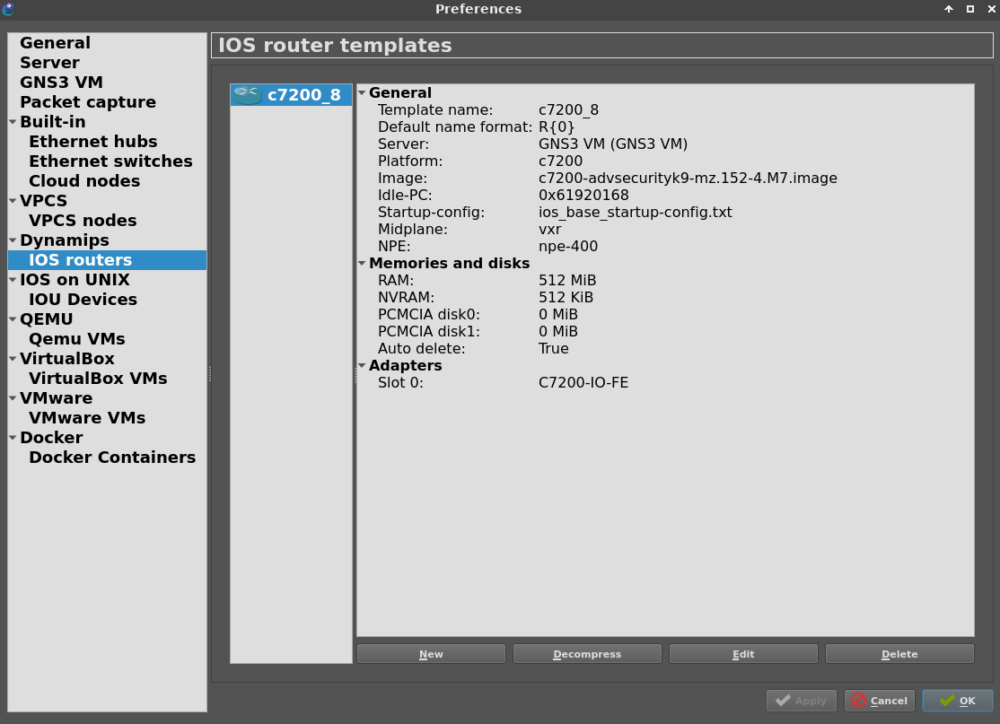 Preferences
General
Server
GNS3 VM
Packet capture
Built-in
Ethernet hubs
Ethernet switches
Cloud nodes
VPCS
VPCS nodes
Dynamips
IOS routers
IOS on UNIX
IOU Devices
QEMU
Qemu VMs
VirtualBox
VirtualBox VMs
VMware
VMware VMs
Docker
Docker Containers
IOS router templates
c7200_8
General
Template name: c7200_8
Default name format: R{0}
Server: GNS3 VM (GNS3 VM)
Platform: c7200
Image: c7200-advsecurityk9-mz.152-4.M7.image
Idle-PC: 0x61920168
Startup-config: ios_base_startup-config.txt
Midplane: vxr
NPE: npe-400
Memories and disks
RAM: 512 MiB
NVRAM: 512 KiB
PCMCIA disk0: 0 MiB
PCMCIA disk1: 0 MiB
Auto delete: True
Adapters
Slot 0: C7200-IO-FE
New Decompress Edit Delete
Apply Cancel OK